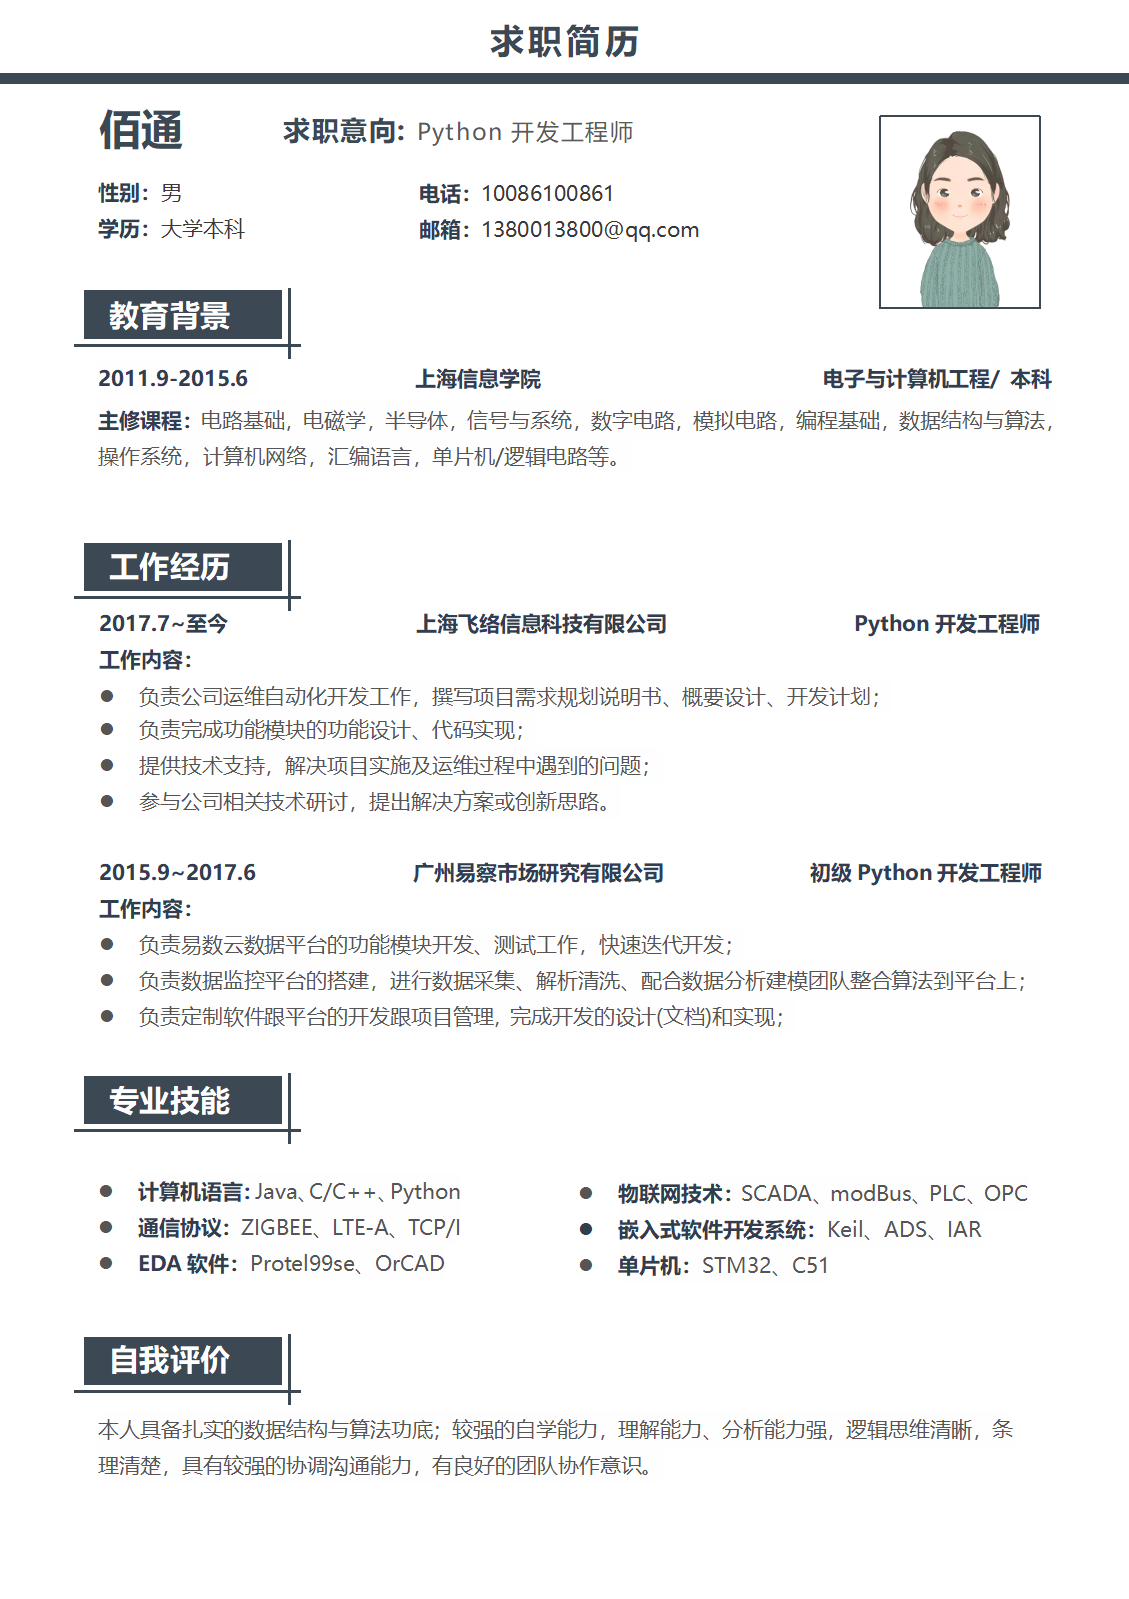 求职简历
佰通 求职意向: Python 开发工程师
性别：男 电话：10086100861
学历：大学本科 邮箱：1380013800@qq.com
教育背景
2011.9-2015.6 上海信息学院 电子与计算机工程/ 本科
主修课程：电路基础, 电磁学，半导体，信号与系统，数字电路, 模拟电路，编程基础，数据结构与算法,
操作系统，计算机网络，汇编语言，单片机/逻辑电路等。
工作经历
2017.7~至今 上海飞络信息科技有限公司 Python 开发工程师
工作内容：
● 负责公司运维自动化开发工作，撰写项目需求规划说明书、概要设计、开发计划；
● 负责完成功能模块的功能设计、代码实现；
● 提供技术支持，解决项目实施及运维过程中遇到的问题；
● 参与公司相关技术研讨，提出解决方案或创新思路。
2015.9~2017.6 广州易察市场研究有限公司 初级 Python 开发工程师
工作内容：
● 负责易数云数据平台的功能模块开发、测试工作，快速迭代开发；
● 负责数据监控平台的搭建，进行数据采集、解析清洗、配合数据分析建模团队整合算法到平台上；
● 负责定制软件跟平台的开发跟项目管理, 完成开发的设计(文档)和实现；
专业技能
● 计算机语言: Java、C/C++、Python ● 物联网技术：SCADA、modBus、PLC、OPC
● 通信协议：ZIGBEE、LTE-A、TCP/I ● 嵌入式软件开发系统：Keil、ADS、IAR
● EDA 软件：Protel99se、OrCAD ● 单片机：STM32、C51
自我评价
本人具备扎实的数据结构与算法功底；较强的自学能力，理解能力、分析能力强，逻辑思维清晰，条
理清楚，具有较强的协调沟通能力，有良好的团队协作意识。